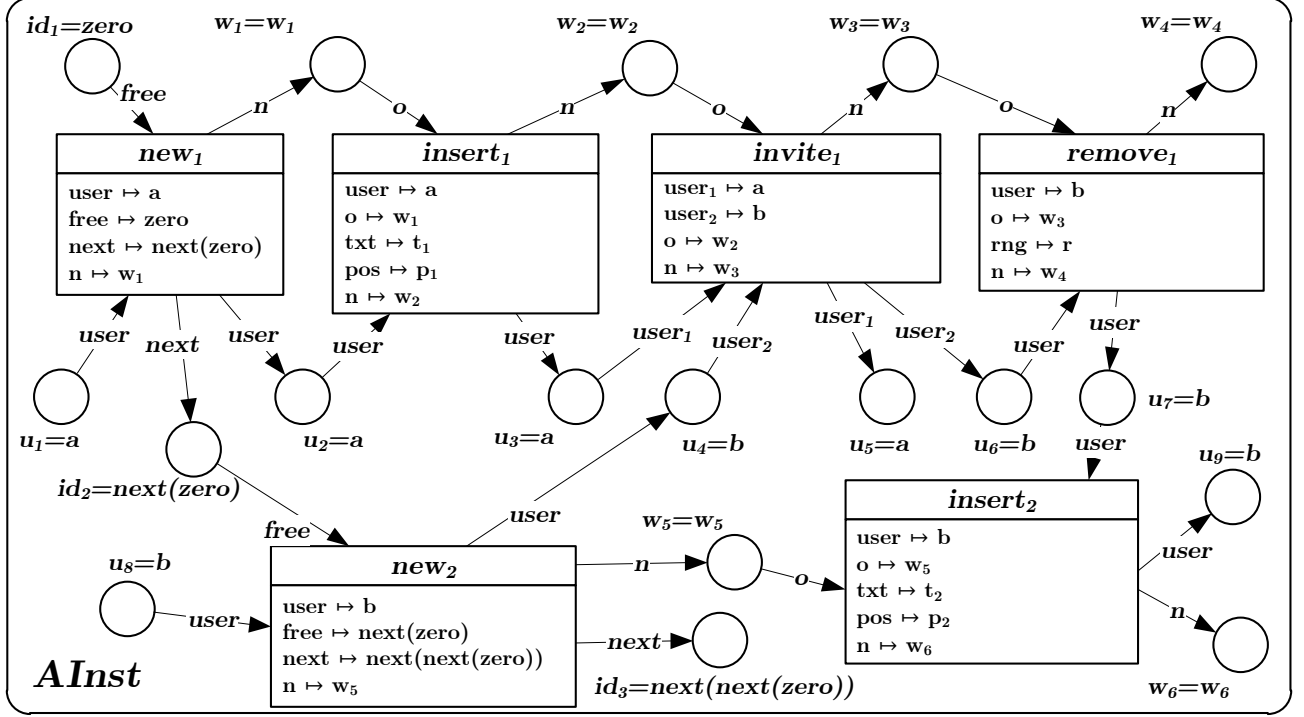 id₁=zero
w₁=w₁
w₂=w₂
w₃=w₃
w₄=w₄
free
n
o
n
o
n
o
n
new₁
user ↦ a
free ↦ zero
next ↦ next(zero)
n ↦ w₁
insert₁
user ↦ a
o ↦ w₁
txt ↦ t₁
pos ↦ p₁
n ↦ w₂
invite₁
user₁ ↦ a
user₂ ↦ b
o ↦ w₂
n ↦ w₃
remove₁
user ↦ b
o ↦ w₃
rng ↦ r
n ↦ w₄
user
next
user
user
user
user₁
user₂
user₁
user₂
user
user
u₁=a
u₂=a
u₃=a
u₄=b
u₅=a
u₆=b
u₇=b
user
id₂=next(zero)
free
user
u₈=b
user
new₂
user ↦ b
free ↦ next(zero)
next ↦ next(next(zero))
n ↦ w₅
n
w₅=w₅
o
next
id₃=next(next(zero))
insert₂
user ↦ b
o ↦ w₅
txt ↦ t₂
pos ↦ p₂
n ↦ w₆
u₉=b
user
n
w₆=w₆
AInst